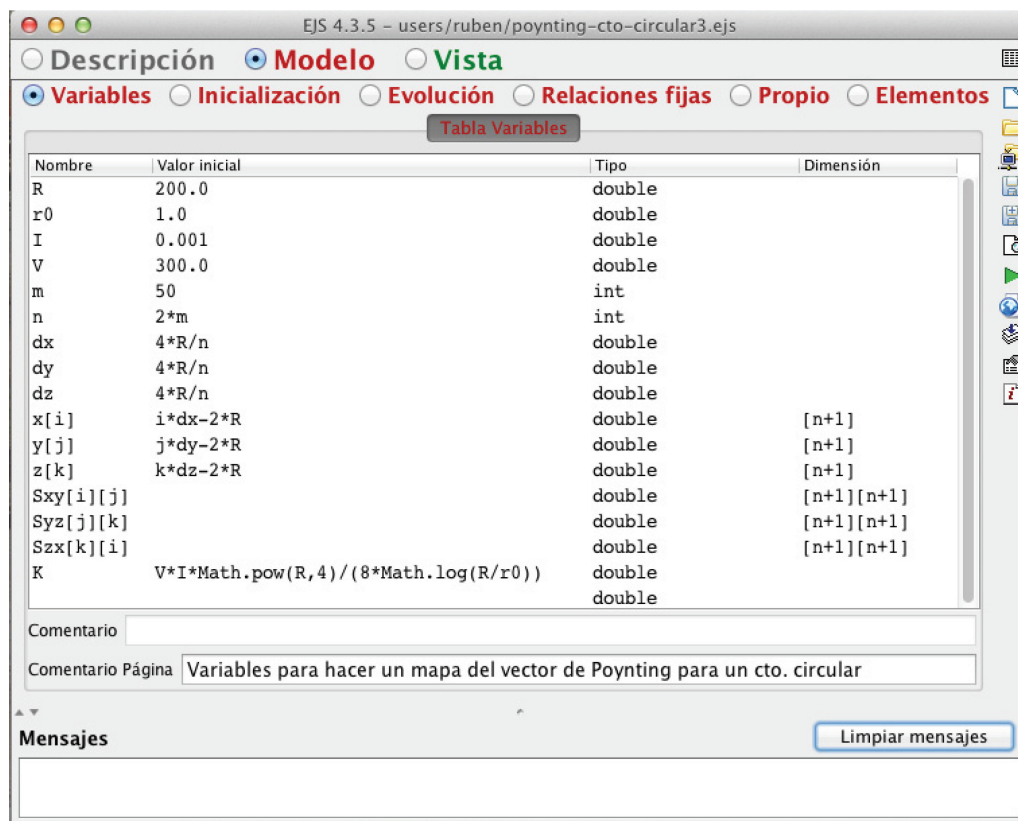 EJS 4.3.5 – users/ruben/poynting-cto-circular3.ejs
Descripción Modelo Vista
Variables Inicialización Evolución Relaciones fijas Propio Elementos
Tabla Variables
Nombre Valor inicial Tipo Dimensión
R 200.0 double
r0 1.0 double
I 0.001 double
V 300.0 double
m 50 int
n 2*m int
dx 4*R/n double
dy 4*R/n double
dz 4*R/n double
x[i] i*dx-2*R double [n+1]
y[j] j*dy-2*R double [n+1]
z[k] k*dz-2*R double [n+1]
Sxy[i][j] double [n+1][n+1]
Syz[j][k] double [n+1][n+1]
Szx[k][i] double [n+1][n+1]
K V*I*Math.pow(R,4)/(8*Math.log(R/r0)) double
double
Comentario
Comentario Página Variables para hacer un mapa del vector de Poynting para un cto. circular
Mensajes Limpiar mensajes